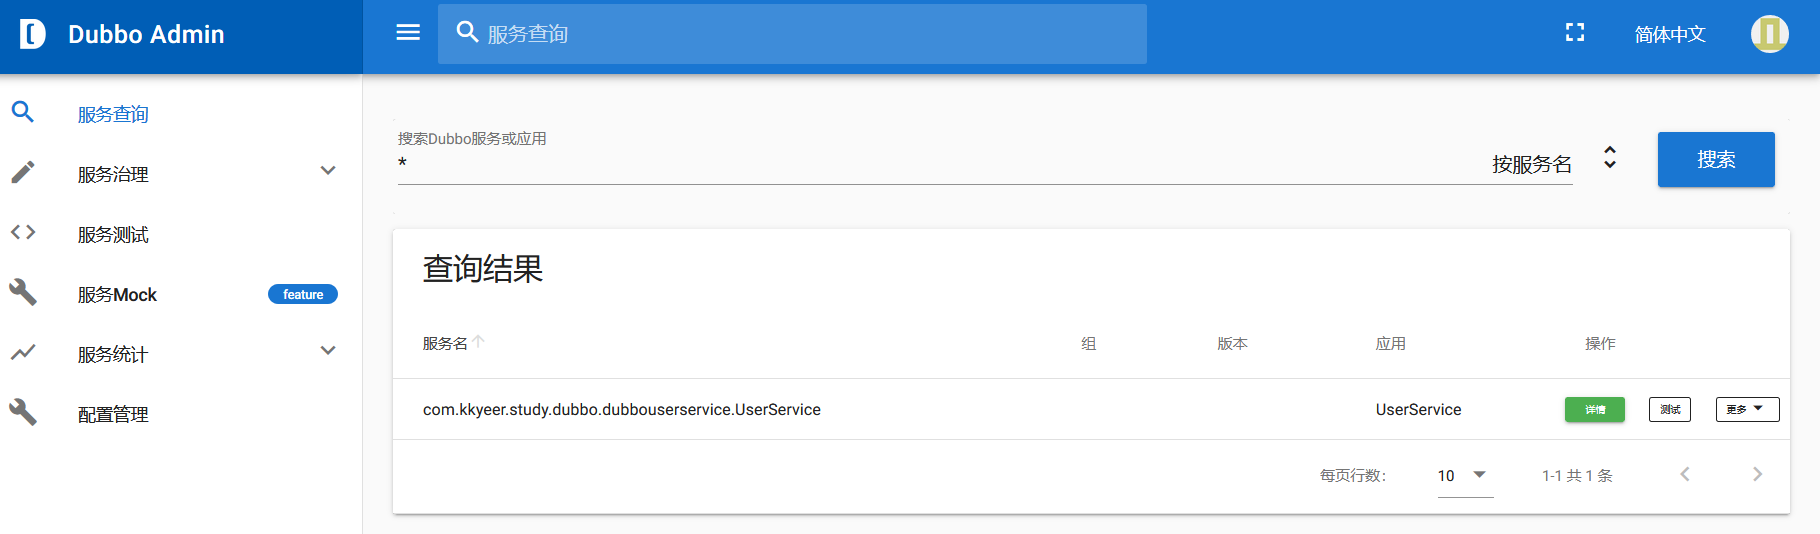 Dubbo Admin
服务查询
简体中文
服务查询
服务治理
服务测试
服务Mock
feature
服务统计
配置管理
搜索Dubbo服务或应用
*
按服务名
搜索
查询结果
服务名 组 版本 应用 操作
com.kkyeer.study.dubbo.dubbouserservice.UserService UserService 详情 测试 更多
每页行数: 10 1-1 共 1 条